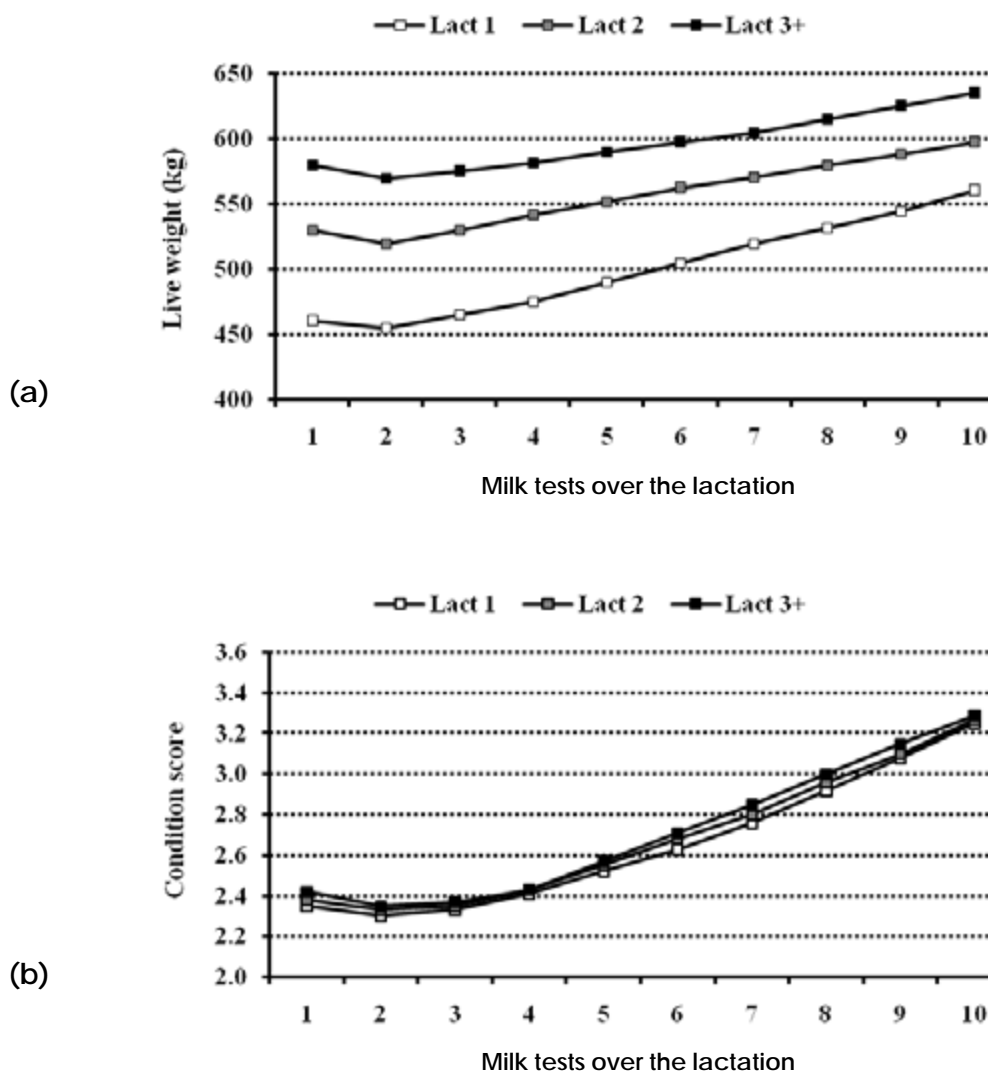 Lact 1 Lact 2 Lact 3+
650
600
550
500
450
400
Live weight (kg)
(a)
1 2 3 4 5 6 7 8 9 10
Milk tests over the lactation
Lact 1 Lact 2 Lact 3+
3.6
3.4
3.2
3.0
2.8
2.6
2.4
2.2
2.0
Condition score
(b)
1 2 3 4 5 6 7 8 9 10
Milk tests over the lactation